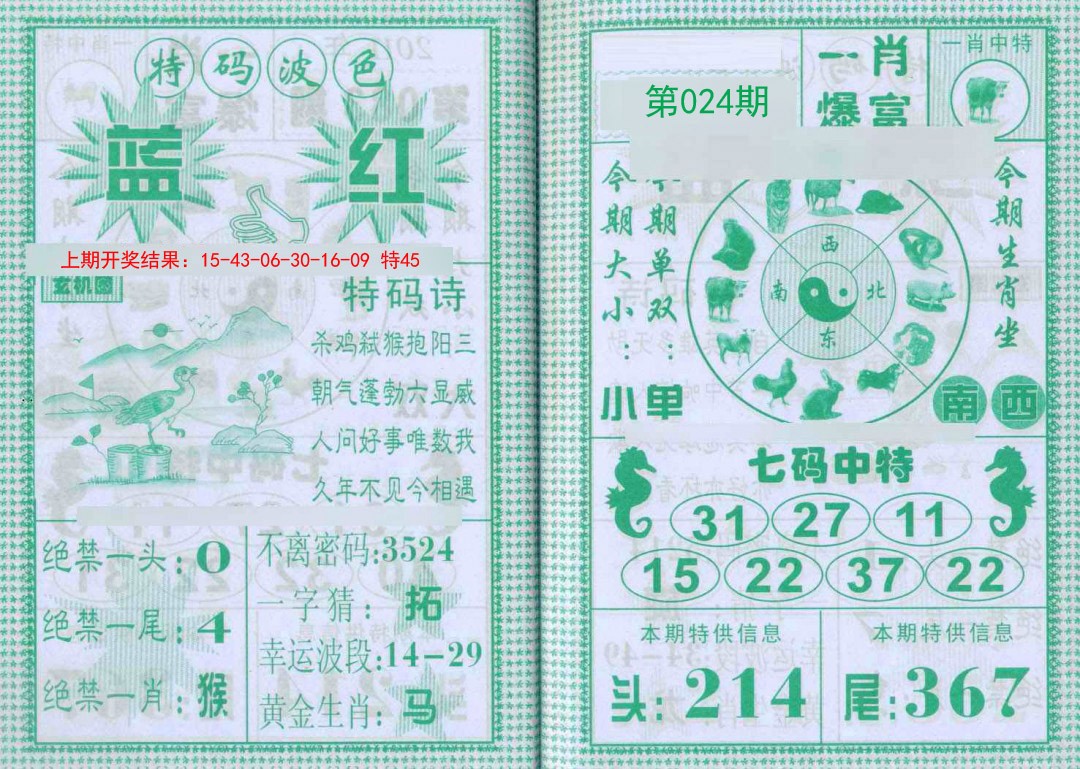 特码波色
蓝 红
上期开奖结果：15-43-06-30-16-09 特45
玄机图
特码诗
杀鸡弑猴抱阳三
朝气蓬勃六显威
人问好事唯数我
久年不见今相遇
绝禁一头：0
绝禁一尾：4
绝禁一肖：猴
不离密码:3524
一字猜：拓
幸运波段:14-29
黄金生肖:马
第024期
一肖
爆富
一肖中特
今期大小：小
今期单双：单
西
南 北
东
今期生肖坐
南 西
七码中特
31 27 11
15 22 37 22
本期特供信息
头:214
本期特供信息
尾:367